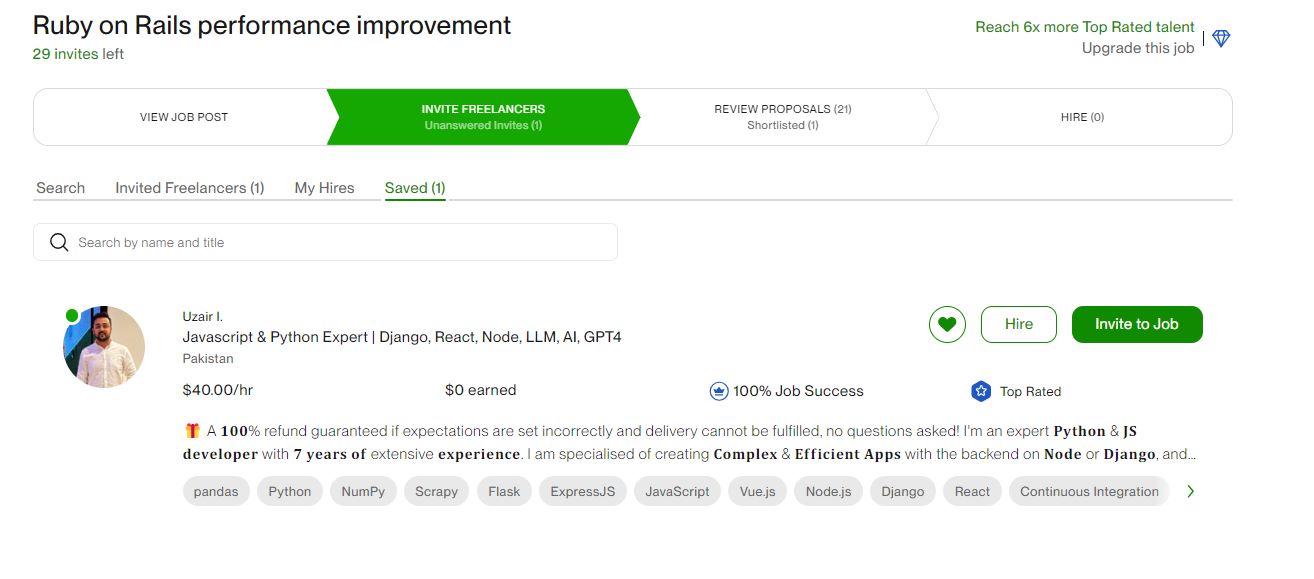 Ruby on Rails performance improvement
29 invites left
Reach 6x more Top Rated talent
Upgrade this job
VIEW JOB POST
INVITE FREELANCERS
Unanswered Invites (1)
REVIEW PROPOSALS (21)
Shortlisted (1)
HIRE (0)
Search
Invited Freelancers (1)
My Hires
Saved (1)
Search by name and title
Uzair I.
Javascript & Python Expert | Django, React, Node, LLM, AI, GPT4
Pakistan
Hire
Invite to Job
$40.00/hr
$0 earned
100% Job Success
Top Rated
🎁 A 𝟏𝟎𝟎% refund guaranteed if expectations are set incorrectly and delivery cannot be fulfilled, no questions asked! I'm an expert 𝐏𝐲𝐭𝐡𝐨𝐧 & 𝐉𝐒
𝐝𝐞𝐯𝐞𝐥𝐨𝐩𝐞𝐫 with 𝟕 𝐲𝐞𝐚𝐫𝐬 𝐨𝐟 extensive 𝐞𝐱𝐩𝐞𝐫𝐢𝐞𝐧𝐜𝐞. I am specialised of creating 𝐂𝐨𝐦𝐩𝐥𝐞𝐱 & 𝐄𝐟𝐟𝐢𝐜𝐢𝐞𝐧𝐭 𝐀𝐩𝐩𝐬 with the backend on 𝐍𝐨𝐝𝐞 or 𝐃𝐣𝐚𝐧𝐠𝐨, and...
pandas
Python
NumPy
Scrapy
Flask
ExpressJS
JavaScript
Vue.js
Node.js
Django
React
Continuous Integration